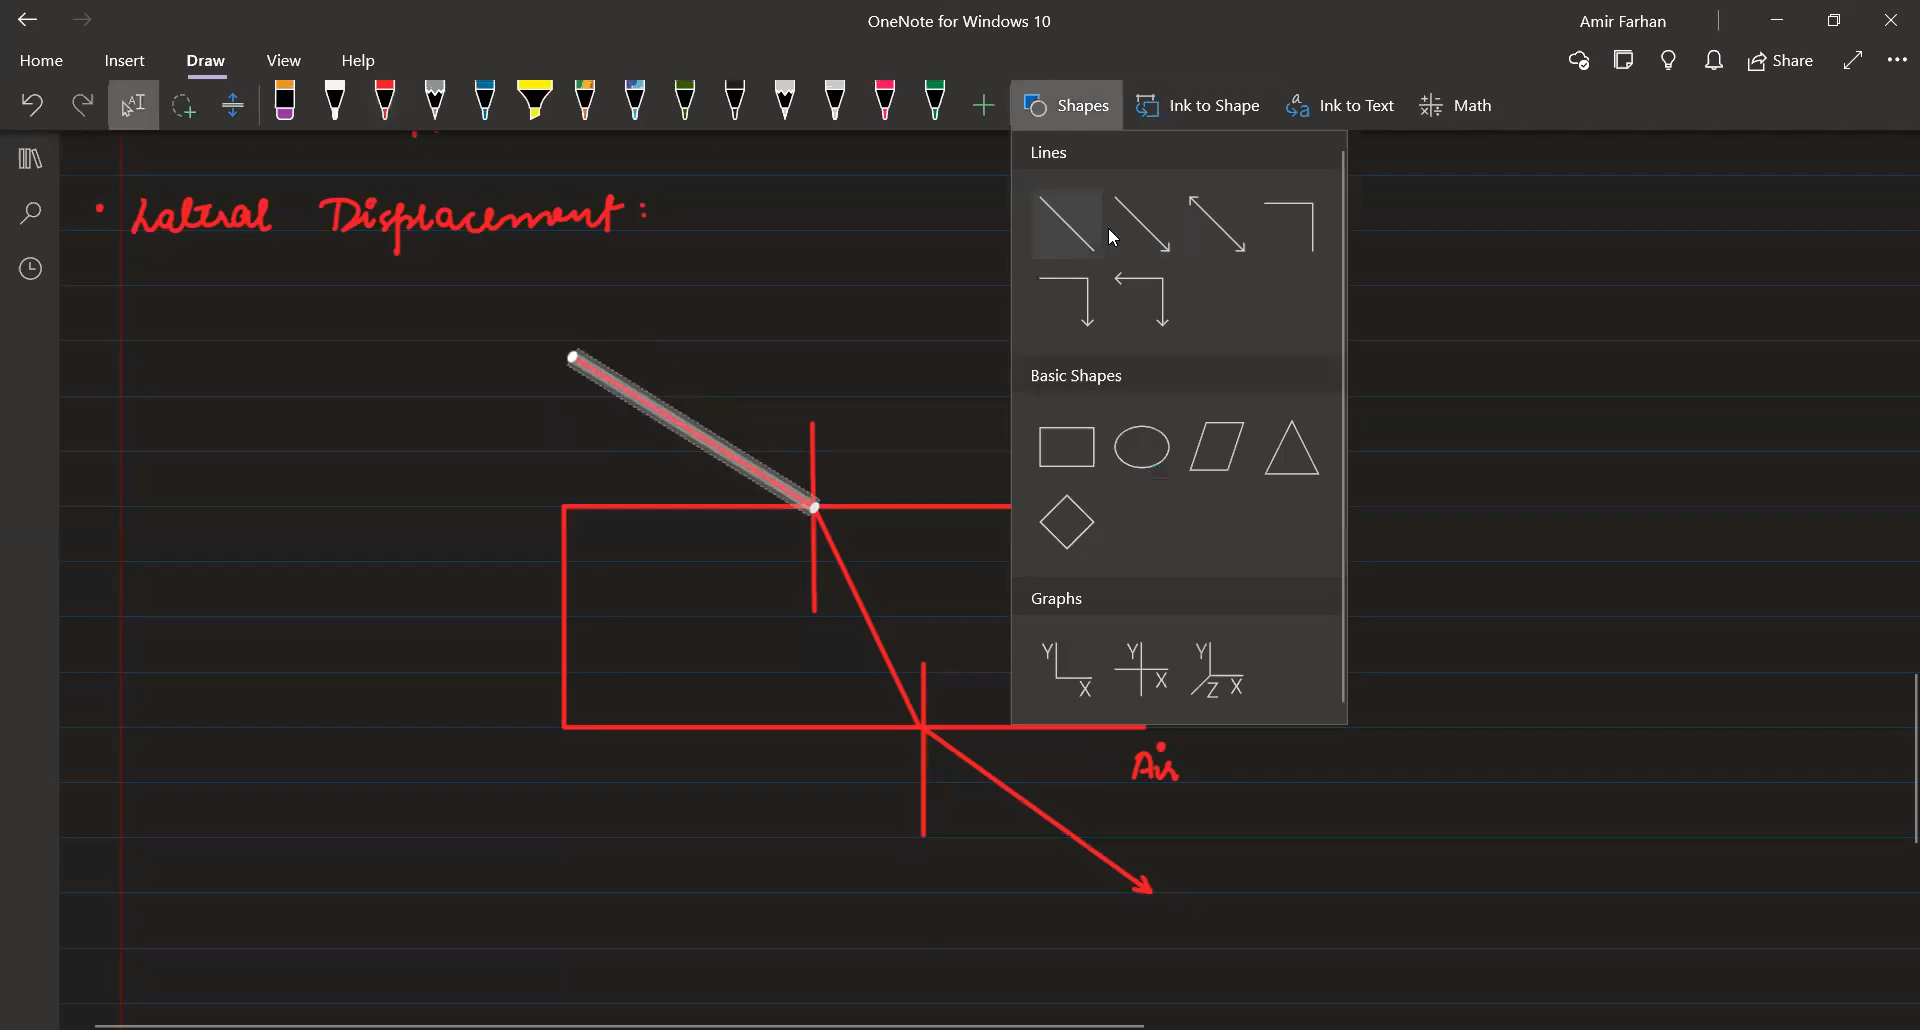 OneNote for Windows 10
Amir Farhan
Home Insert Draw View Help
Share
Shapes Ink to Shape Ink to Text Math
Lines
• Lateral Displacement :
Basic Shapes
Graphs
Y X
Y X
Y Z X
Air